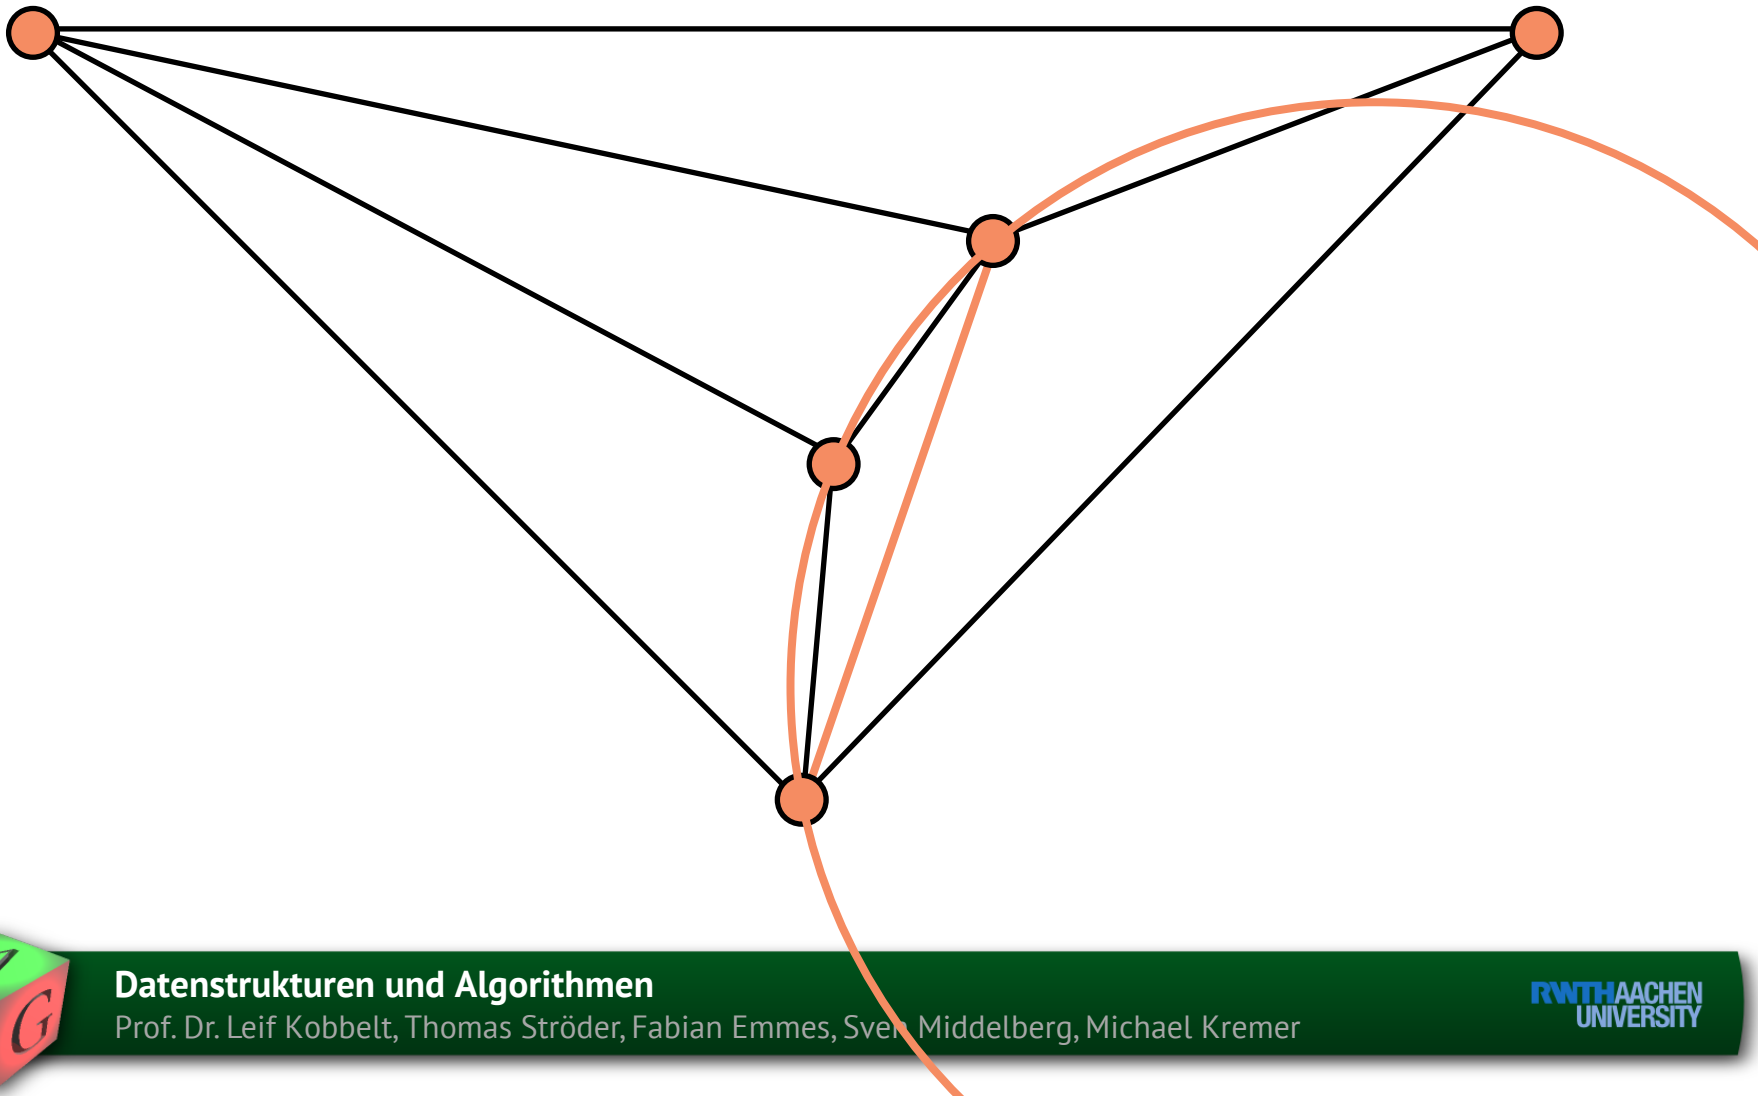 Datenstrukturen und Algorithmen
Prof. Dr. Leif Kobbelt, Thomas Ströder, Fabian Emmes, Sven Middelberg, Michael Kremer
RWTHAACHEN
UNIVERSITY
G